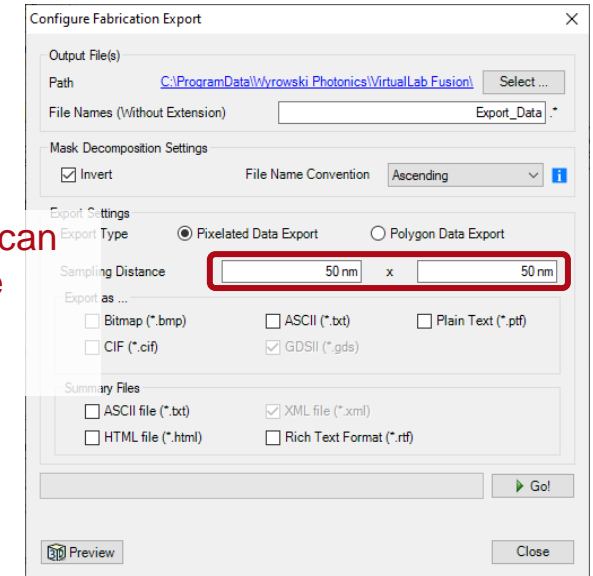 Configure Fabrication Export
Output File(s)
Path C:\ProgramData\Wyrowski Photonics\VirtualLab Fusion\ Select ...
File Names (Without Extension) Export_Data .*
Mask Decomposition Settings
Invert File Name Convention Ascending
Export Settings
can
Export Type Pixelated Data Export Polygon Data Export
Sampling Distance 50 nm x 50 nm
Export as ...
Bitmap (*.bmp) ASCII (*.txt) Plain Text (*.ptf)
CIF (*.cif) GDSII (*.gds)
Summary Files
ASCII file (*.txt) XML file (*.xml)
HTML file (*.html) Rich Text Format (*.rtf)
Go!
3D Preview Close